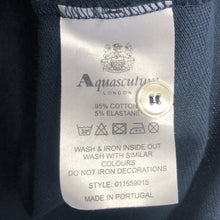 Aquascutum
LONDON
95% COTTON
5% ELASTANE
WASH & IRON INSIDE OUT
WASH WITH SIMILAR
COLOURS
DO NOT IRON DECORATIONS
STYLE: 011559015
MADE IN PORTUGAL